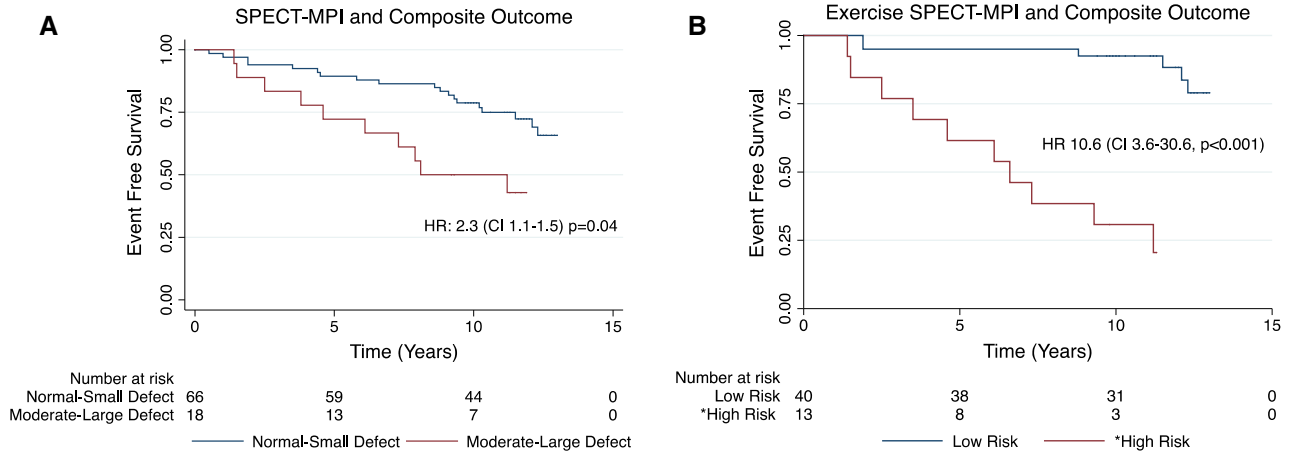 A
SPECT-MPI and Composite Outcome
Event Free Survival
1.00
0.75
0.50
0.25
0.00
HR: 2.3 (CI 1.1-1.5) p=0.04
0 5 10 15
Time (Years)
Number at risk
Normal-Small Defect 66 59 44 0
Moderate-Large Defect 18 13 7 0
Normal-Small Defect Moderate-Large Defect
B
Exercise SPECT-MPI and Composite Outcome
Event Free Survival
1.00
0.75
0.50
0.25
0.00
HR 10.6 (CI 3.6-30.6, p<0.001)
0 5 10 15
Time (Years)
Number at risk
Low Risk 40 38 31 0
*High Risk 13 8 3 0
Low Risk *High Risk